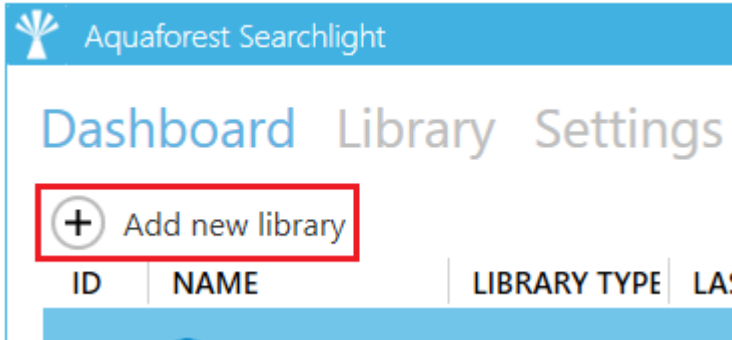 Aquaforest Searchlight
Dashboard Library Settings
Add new library
ID NAME LIBRARY TYPE